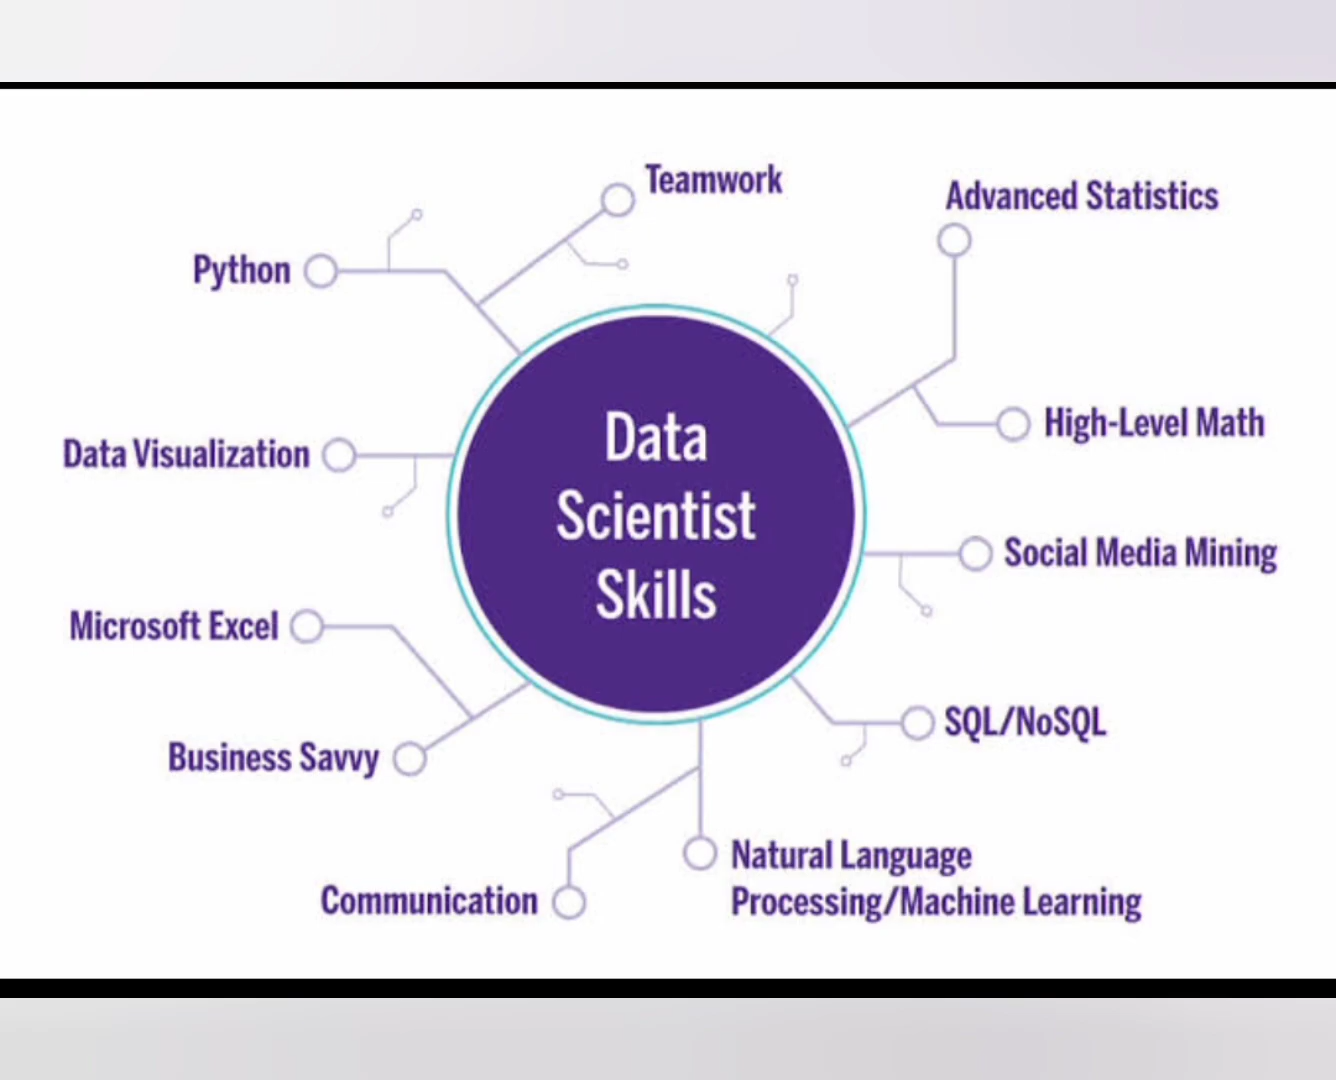 Teamwork
Advanced Statistics
Python
High-Level Math
Data Visualization
Data
Scientist
Skills
Social Media Mining
Microsoft Excel
SQL/NoSQL
Business Savvy
Natural Language
Processing/Machine Learning
Communication